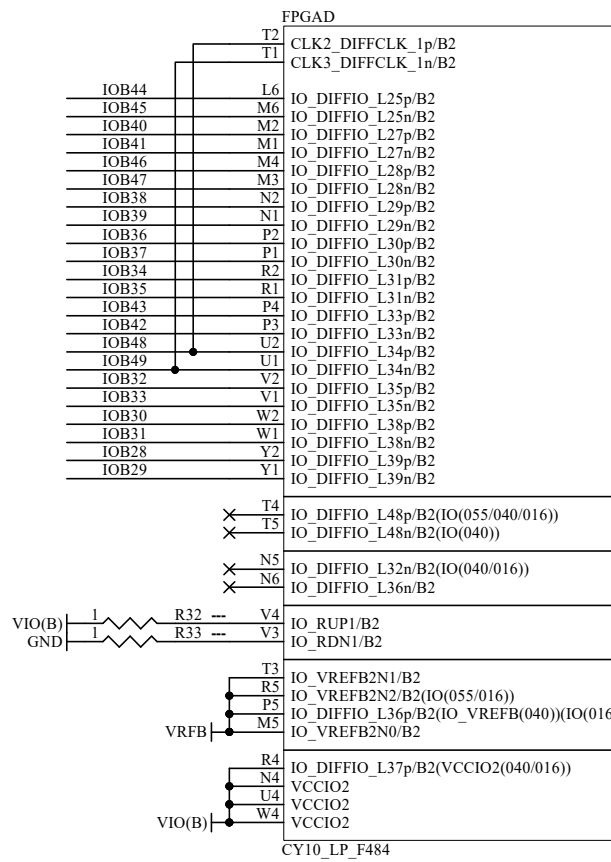 FPGAD
T2 CLK2_DIFFCLK_1p/B2
T1 CLK3_DIFFCLK_1n/B2
IOB44 L6 IO_DIFFIO_L25p/B2
IOB45 M6 IO_DIFFIO_L25n/B2
IOB40 M2 IO_DIFFIO_L27p/B2
IOB41 M1 IO_DIFFIO_L27n/B2
IOB46 M4 IO_DIFFIO_L28p/B2
IOB47 M3 IO_DIFFIO_L28n/B2
IOB38 N2 IO_DIFFIO_L29p/B2
IOB39 N1 IO_DIFFIO_L29n/B2
IOB36 P2 IO_DIFFIO_L30p/B2
IOB37 P1 IO_DIFFIO_L30n/B2
IOB34 R2 IO_DIFFIO_L31p/B2
IOB35 R1 IO_DIFFIO_L31n/B2
IOB43 P4 IO_DIFFIO_L33p/B2
IOB42 P3 IO_DIFFIO_L33n/B2
IOB48 U2 IO_DIFFIO_L34p/B2
IOB49 U1 IO_DIFFIO_L34n/B2
IOB32 V2 IO_DIFFIO_L35p/B2
IOB33 V1 IO_DIFFIO_L35n/B2
IOB30 W2 IO_DIFFIO_L38p/B2
IOB31 W1 IO_DIFFIO_L38n/B2
IOB28 Y2 IO_DIFFIO_L39p/B2
IOB29 Y1 IO_DIFFIO_L39n/B2
T4 IO_DIFFIO_L48p/B2(IO(055/040/016))
T5 IO_DIFFIO_L48n/B2(IO(040))
N5 IO_DIFFIO_L32n/B2(IO(040/016))
N6 IO_DIFFIO_L36n/B2
VIO(B) 1 R32 --- V4 IO_RUP1/B2
GND 1 R33 --- V3 IO_RDN1/B2
T3 IO_VREFB2N1/B2
R5 IO_VREFB2N2/B2(IO(055/016))
P5 IO_DIFFIO_L36p/B2(IO_VREFB(040))(IO(016
VRFB M5 IO_VREFB2N0/B2
R4 IO_DIFFIO_L37p/B2(VCCIO2(040/016))
N4 VCCIO2
U4 VCCIO2
VIO(B) W4 VCCIO2
CY10_LP_F484